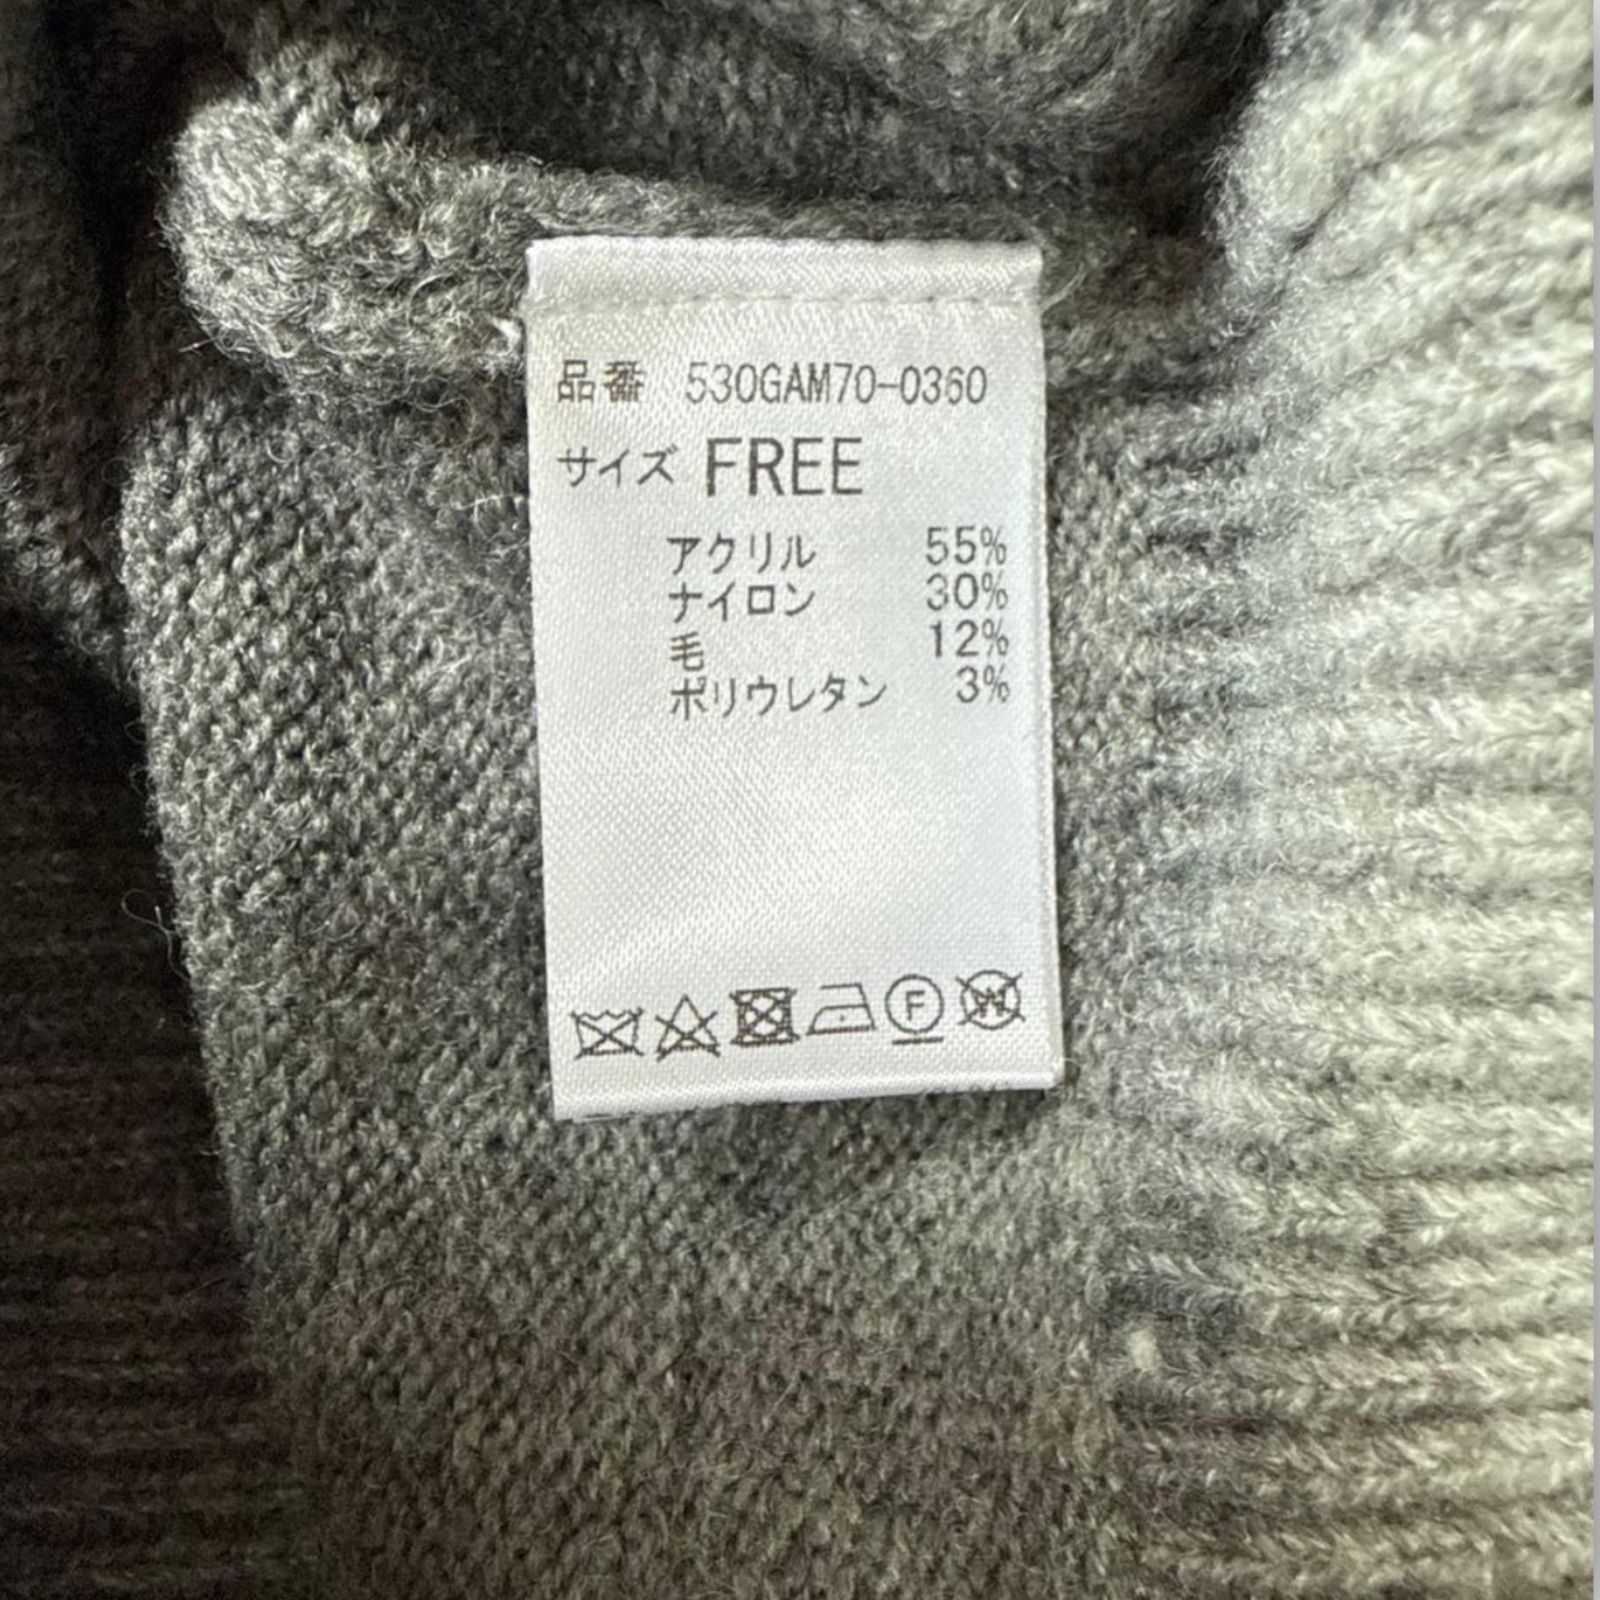 品番 530GAM70-0360
サイズ FREE
アクリル 55%
ナイロン 30%
毛 12%
ポリウレタン 3%
F W